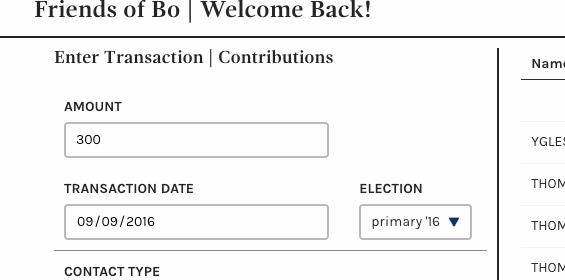 Friends of Bo | Welcome Back!
Enter Transaction | Contributions
AMOUNT
300
TRANSACTION DATE
09/09/2016
ELECTION
primary '16
CONTACT TYPE
Name
YGLES
THOM
THOM
THOM